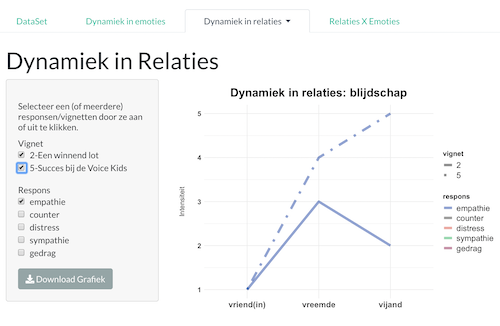 DataSet
Dynamiek in emoties
Dynamiek in relaties
Relaties X Emoties
Dynamiek in Relaties
Selecteer een (of meerdere)
responsen/vignetten door ze aan
of uit te klikken.
Vignet
2-Een winnend lot
5-Succes bij de Voice Kids
Respons
empathie
counter
distress
sympathie
gedrag
Download Grafiek
Dynamiek in relaties: blijdschap
Intensiteit
5
4
3
2
1
vriend(in)
vreemde
vijand
vignet
2
5
respons
empathie
counter
distress
sympathie
gedrag